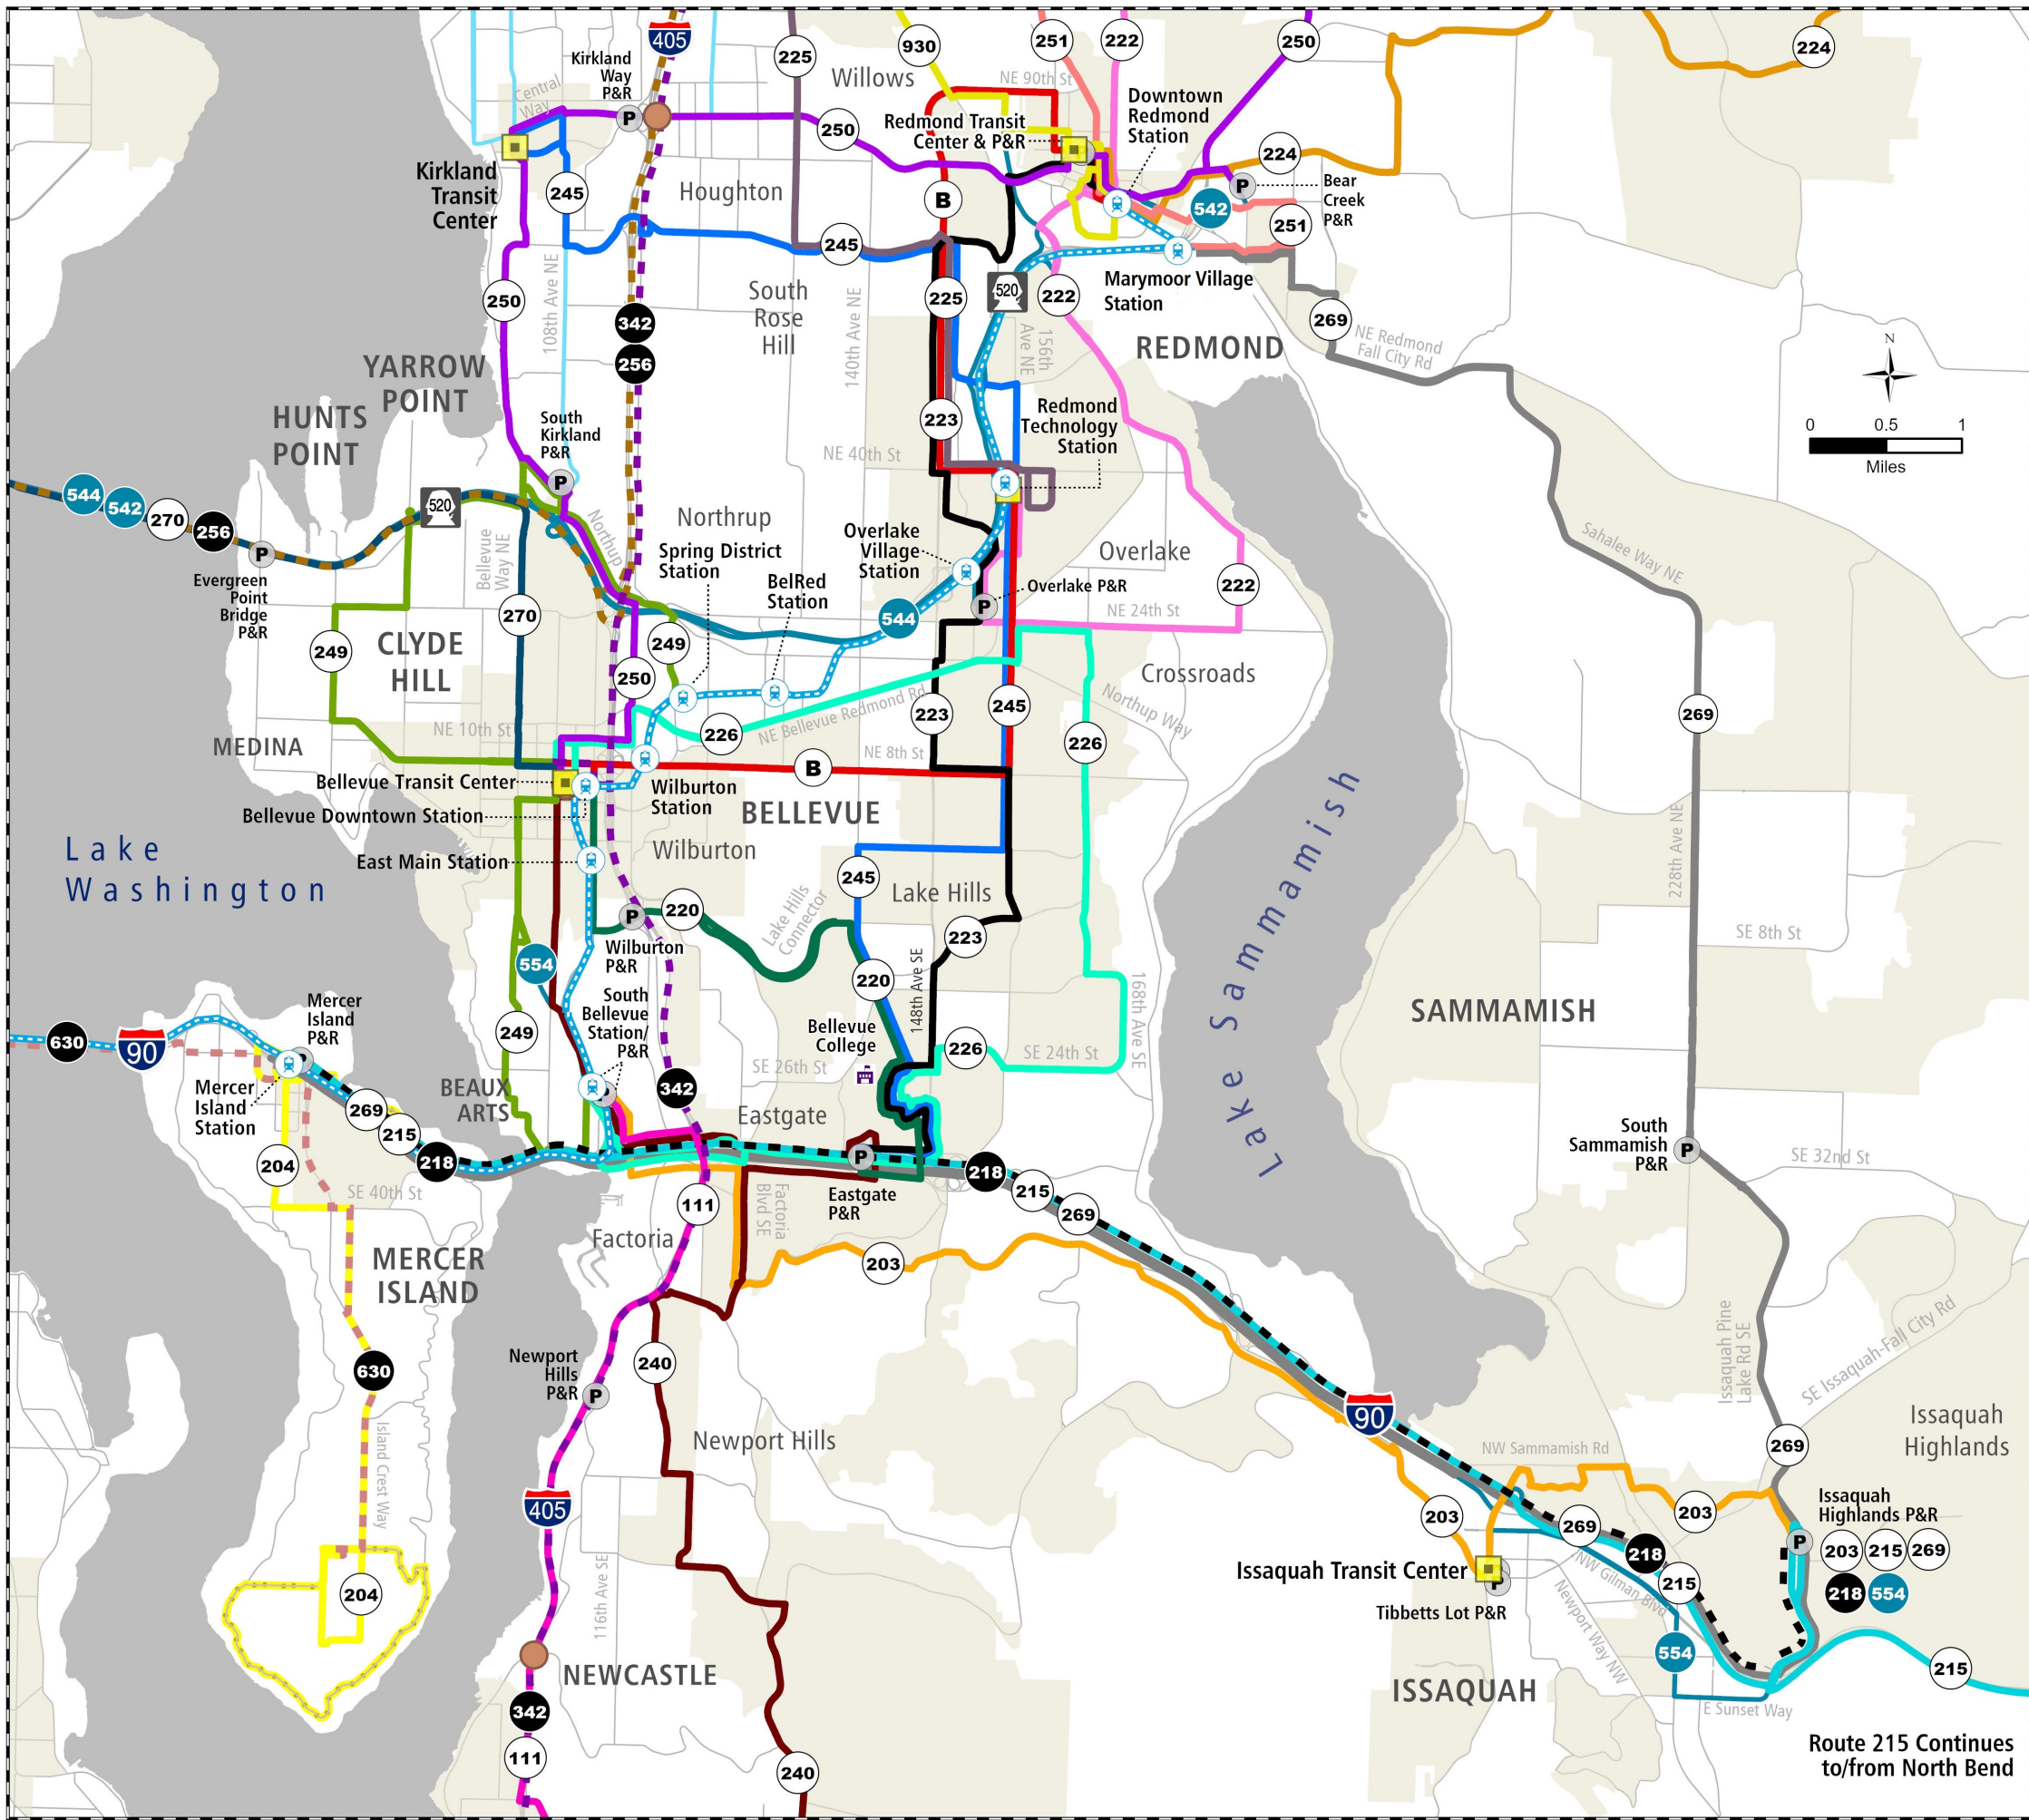 405
Kirkland
Way
P&R
225
930
251
222
250
224
Willows
NE 90th St
Central
Way
Downtown
Redmond
Station
Redmond Transit
Center & P&R
250
224
Kirkland
Transit
Center
245
Houghton
B
Bear
Creek
P&R
542
251
245
108th Ave NE
250
South
Rose
Hill
140th Ave NE
225
520
222
Marymoor Village
Station
269
NE Redmond
Fall City Rd
342
256
156th
Ave NE
REDMOND
N
YARROW
POINT
HUNTS
POINT
South
Kirkland
P&R
223
Redmond
Technology
Station
0 0.5 1
Miles
NE 40th St
544
542
270
256
520
Evergreen
Point
Bridge
P&R
Bellevue
Way NE
Northup
Northrup
Spring District
Station
BelRed
Station
Overlake
Village
Station
Overlake
Overlake P&R
Sahalee Way NE
222
NE 24th St
270
544
249
CLYDE
HILL
249
250
Crossroads
Northup Way
NE Bellevue Redmond Rd
226
223
245
226
269
NE 10th St
MEDINA
NE 8th St
B
Bellevue Transit Center
Bellevue Downtown Station
Wilburton
Station
BELLEVUE
East Main Station
Wilburton
Lake
Washington
Lake Sammamish
228th Ave NE
245
Lake Hills
Lake Hills
Connector
220
223
SE 8th St
Wilburton
P&R
554
220
148th Ave SE
168th Ave SE
SAMMAMISH
South
Bellevue
Station/
P&R
Mercer
Island
P&R
249
Bellevue
College
226
SE 24th St
630
90
SE 26th St
342
BEAUX
ARTS
Mercer
Island
Station
269
215
218
204
Eastgate
South
Sammamish
P&R
SE 32nd St
SE 40th St
218
215
269
111
Factoria
Blvd SE
Eastgate
P&R
Factoria
203
MERCER
ISLAND
Issaquah Pine
Lake Rd SE
SE Issaquah-Fall City Rd
630
Newport
Hills
P&R
240
90
Issaquah
Highlands
Island Crest Way
Newport Hills
NW Sammamish Rd
269
405
203
269
203
Issaquah
Highlands P&R
203 215 269
218 554
218
215
Issaquah Transit Center
Tibbetts Lot P&R
NW Gilman Blvd
Newport Way NW
204
116th Ave SE
554
215
NEWCASTLE
ISSAQUAH
E Sunset Way
342
111
240
Route 215 Continues
to/from North Bend